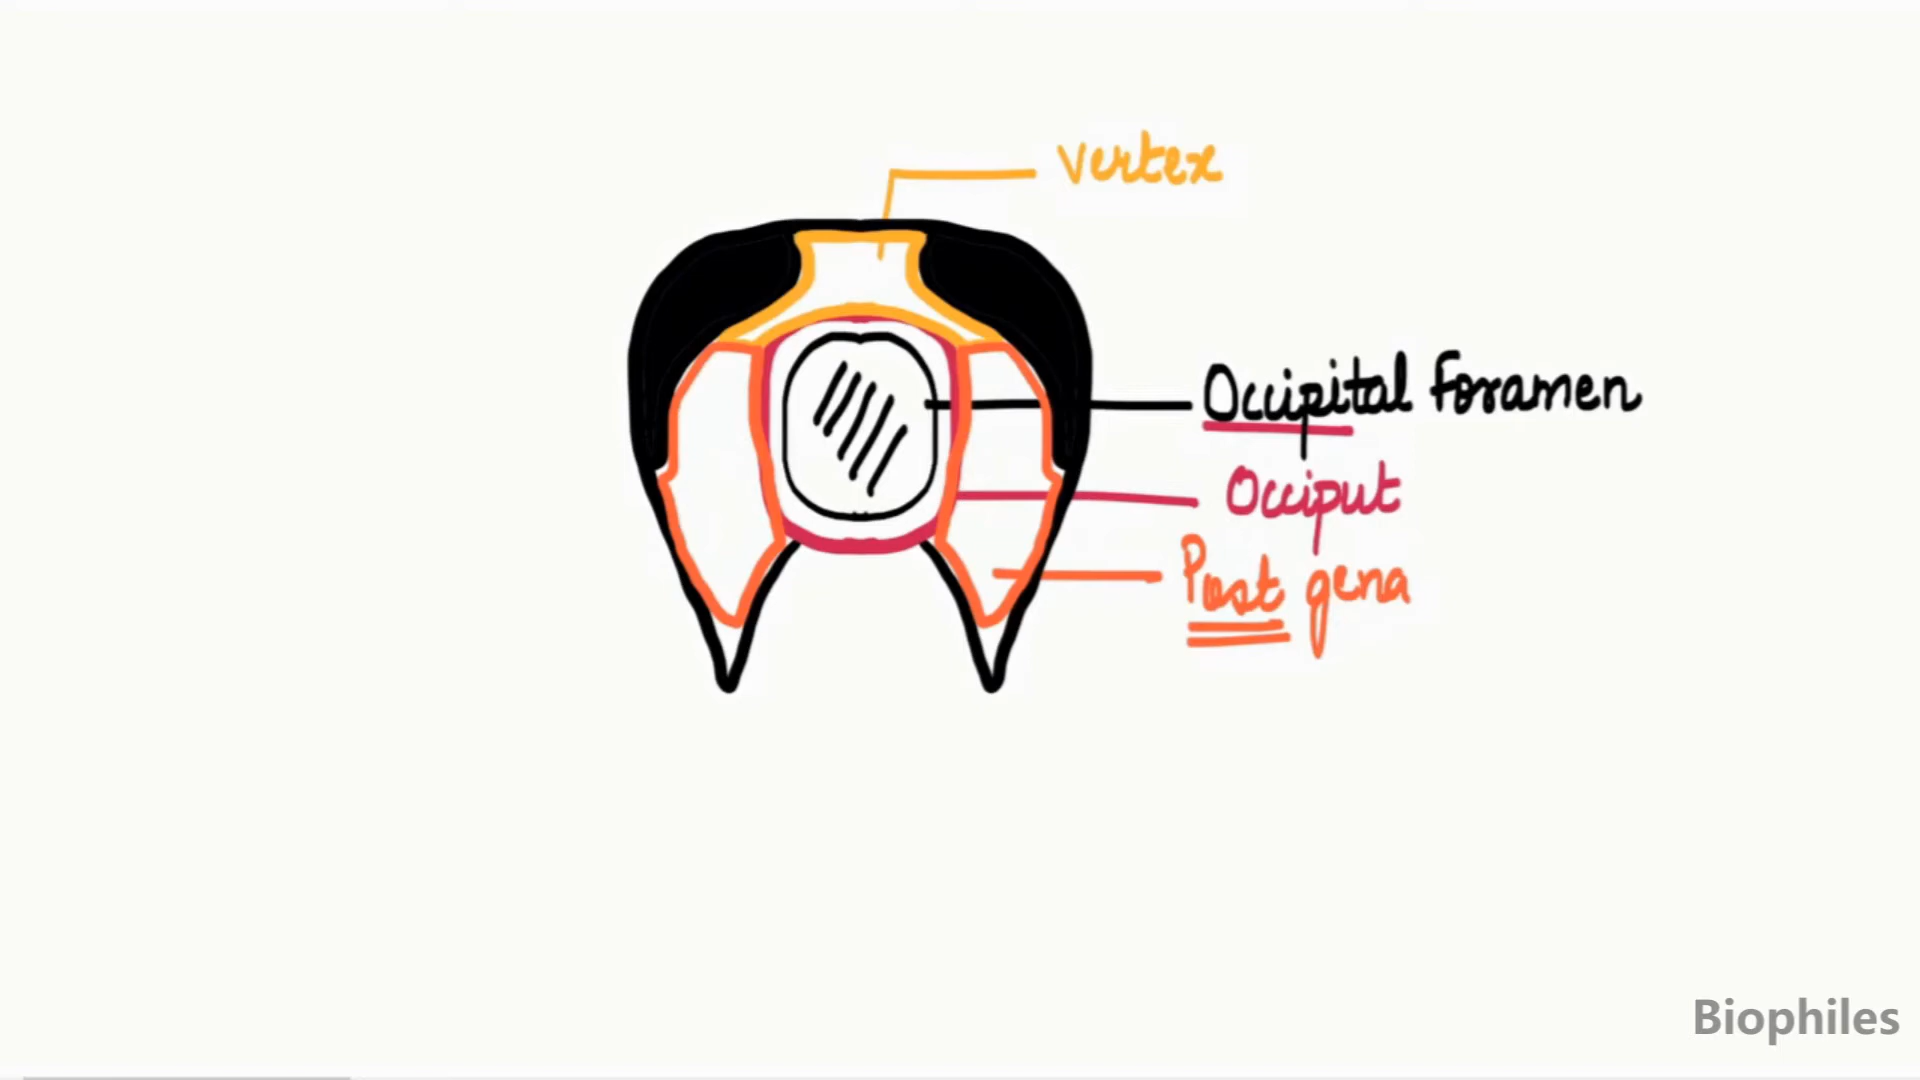 Vertex
Occipital Foramen
Occiput
Post gena
Biophiles